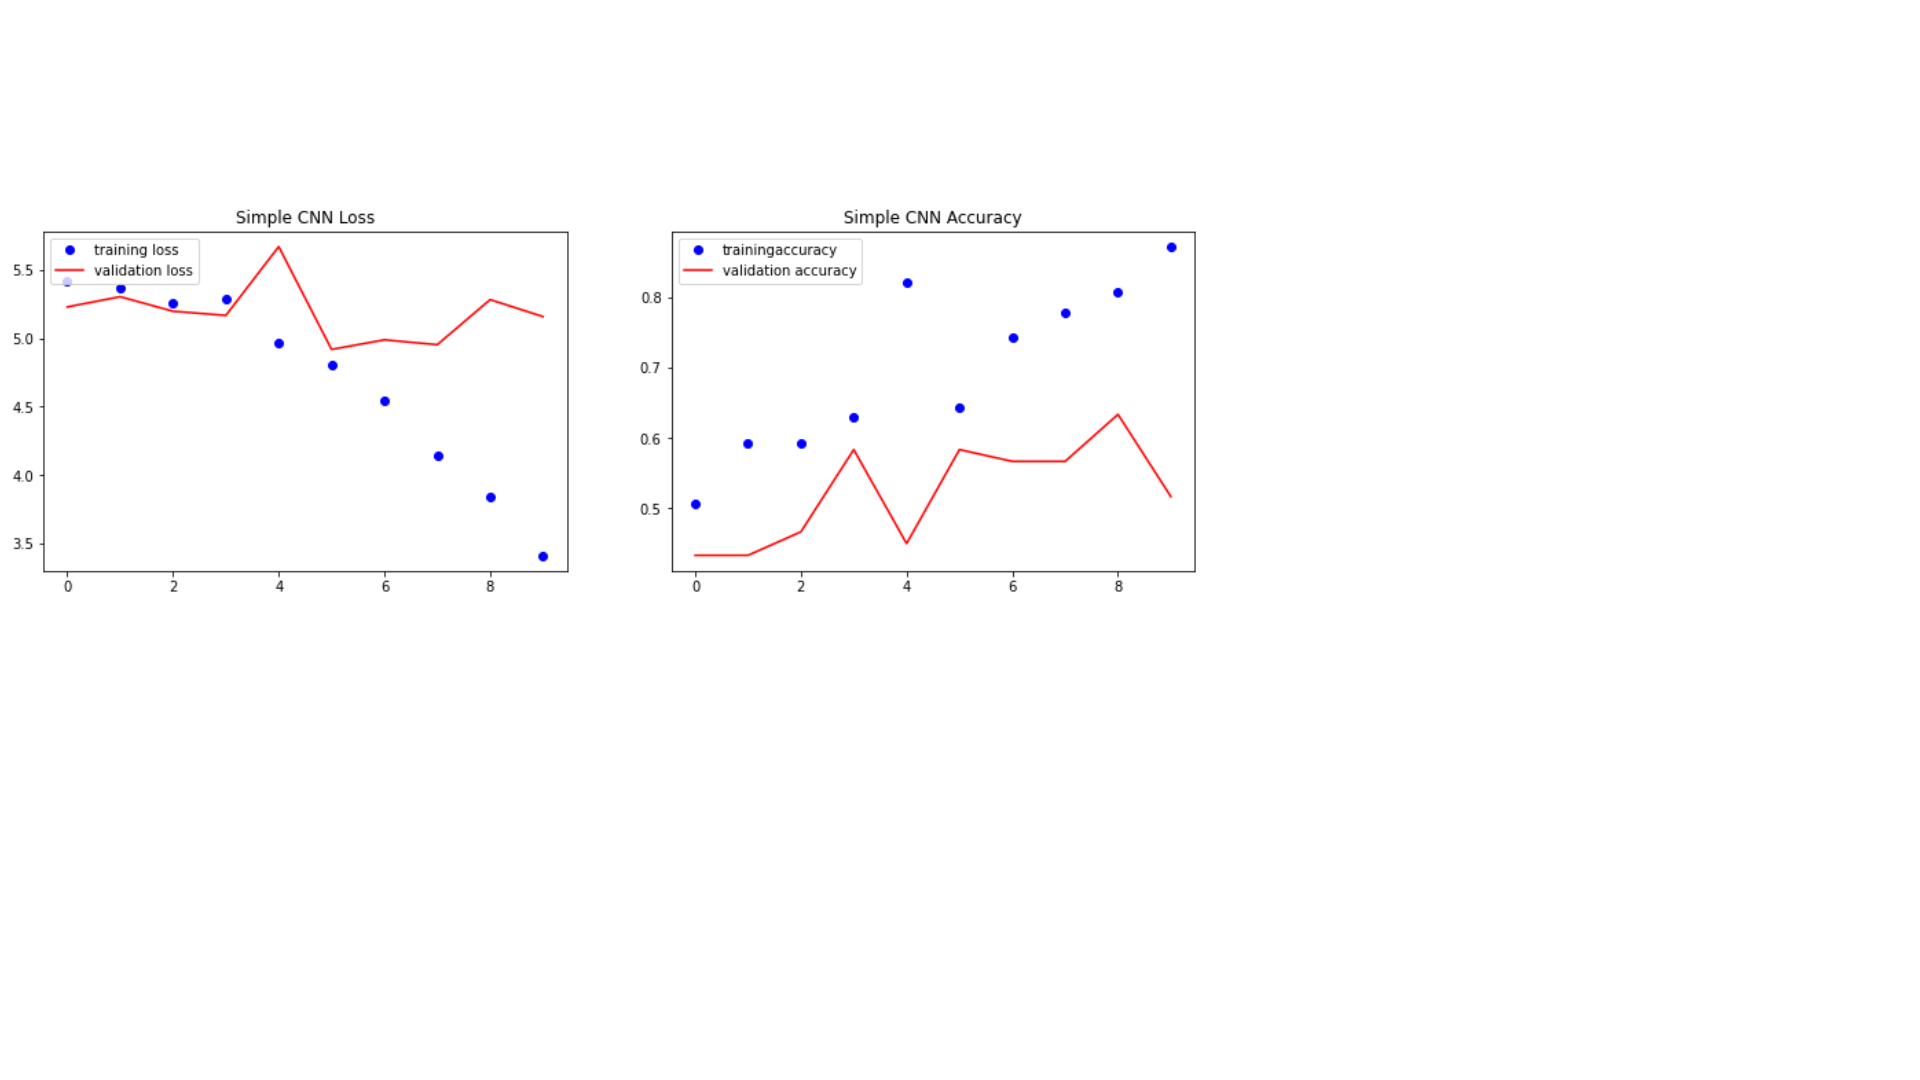 Simple CNN Loss
training loss
validation loss
5.5
5.0
4.5
4.0
3.5
0 2 4 6 8
Simple CNN Accuracy
trainingaccuracy
validation accuracy
0.8
0.7
0.6
0.5
0 2 4 6 8